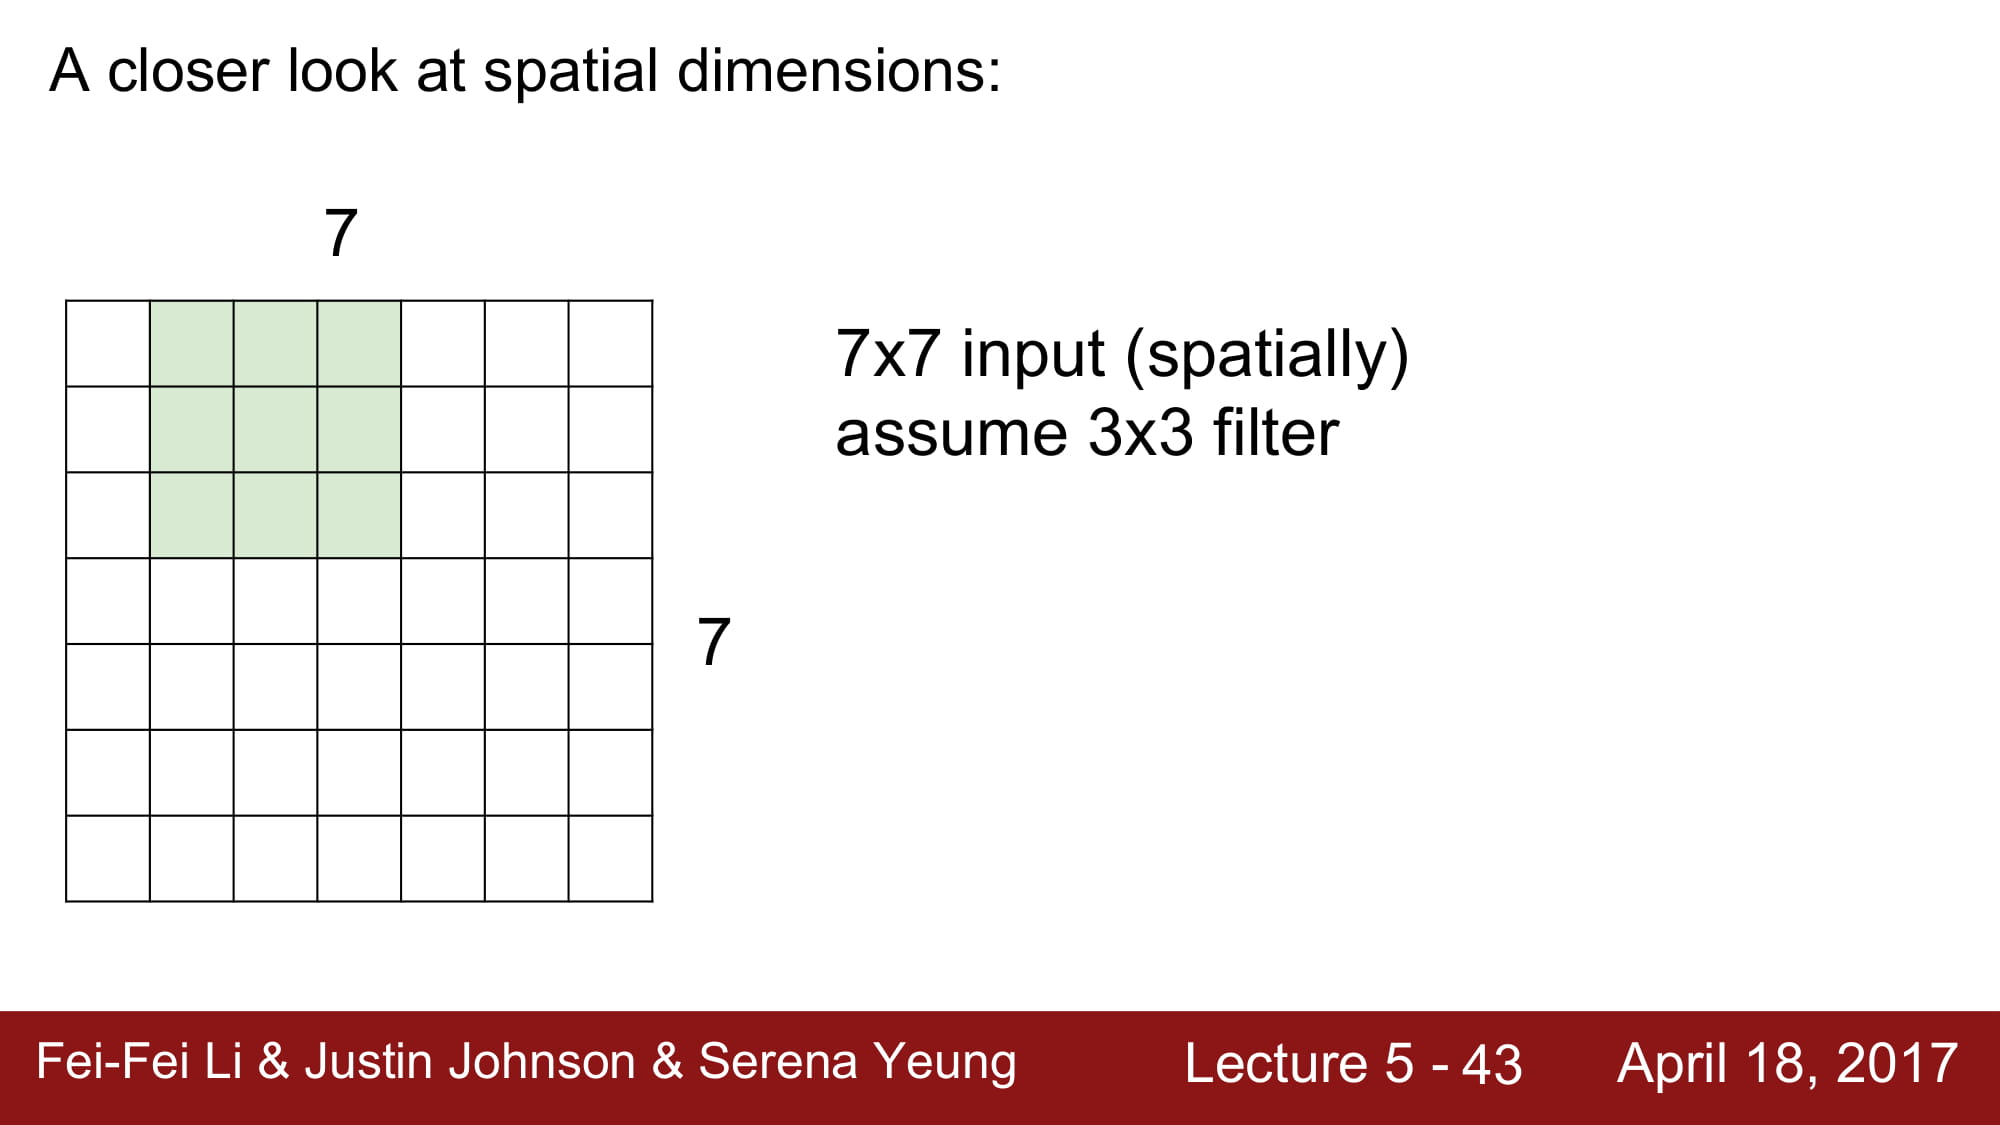 A closer look at spatial dimensions:
7
7x7 input (spatially)
assume 3x3 filter
7
Fei-Fei Li & Justin Johnson & Serena Yeung
Lecture 5 - 43
April 18, 2017